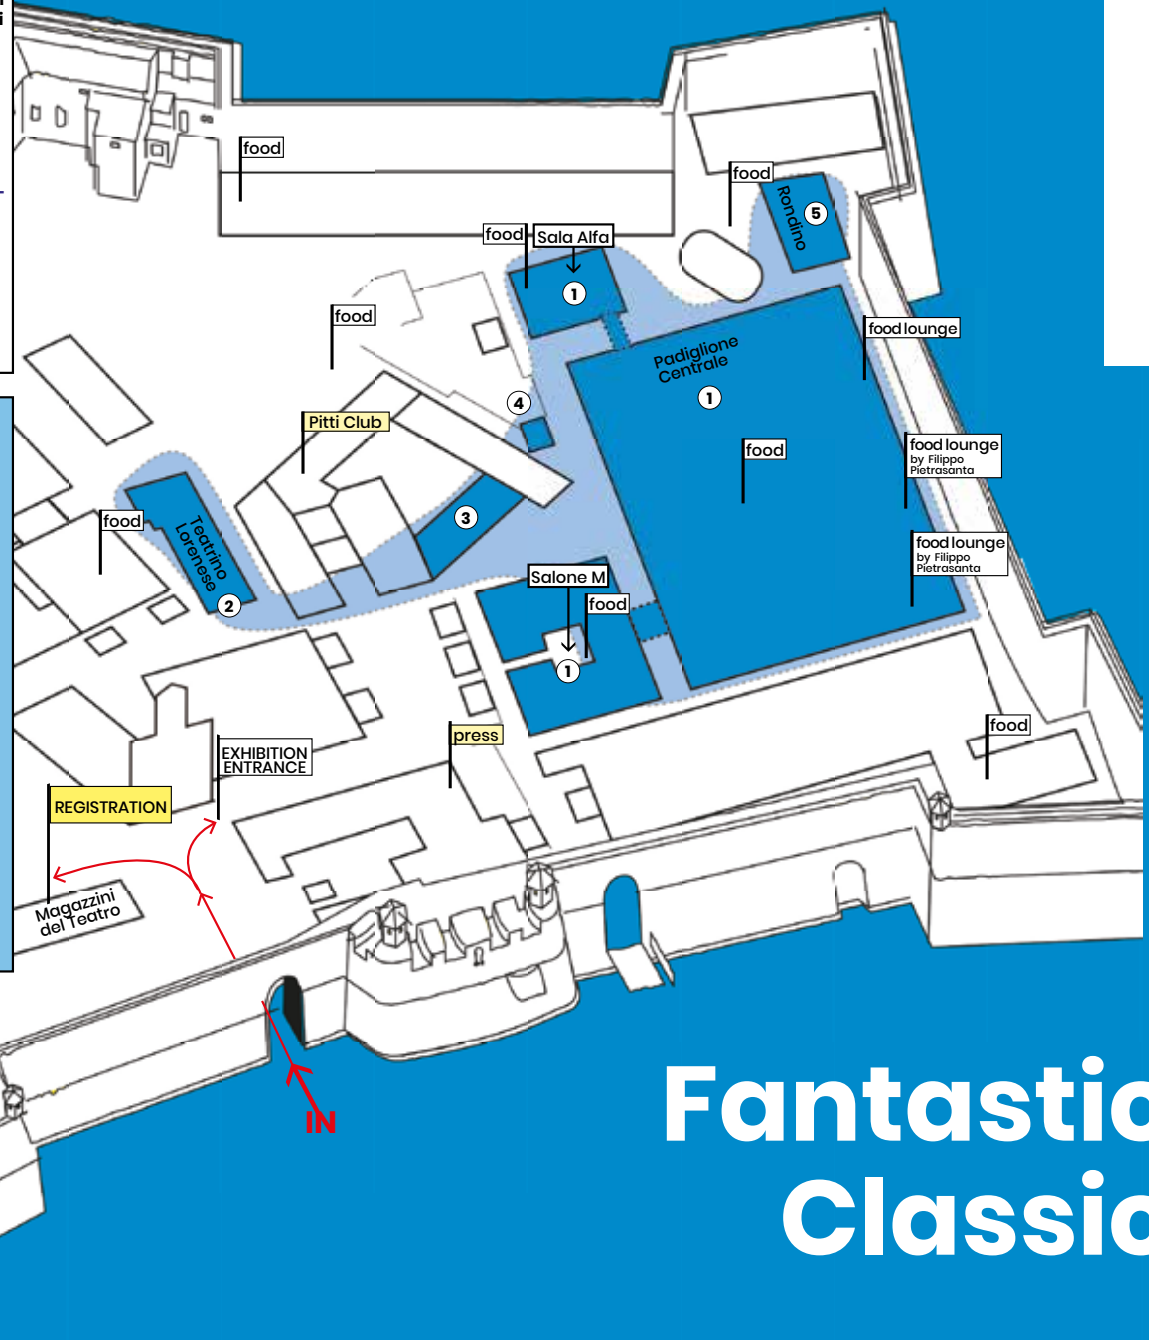 i
food
food
Rondino
5
food
Sala Alfa
1
food
food lounge
Padiglione
Centrale
1
4
Pitti Club
food lounge
by Filippo
Pietrasanta
food
3
food
Teatrino
Lorenese
2
food lounge
by Filippo
Pietrasanta
Salone M
food
1
press
food
EXHIBITION
ENTRANCE
REGISTRATION
Magazzini
del Teatro
IN
Fantastic
Classic